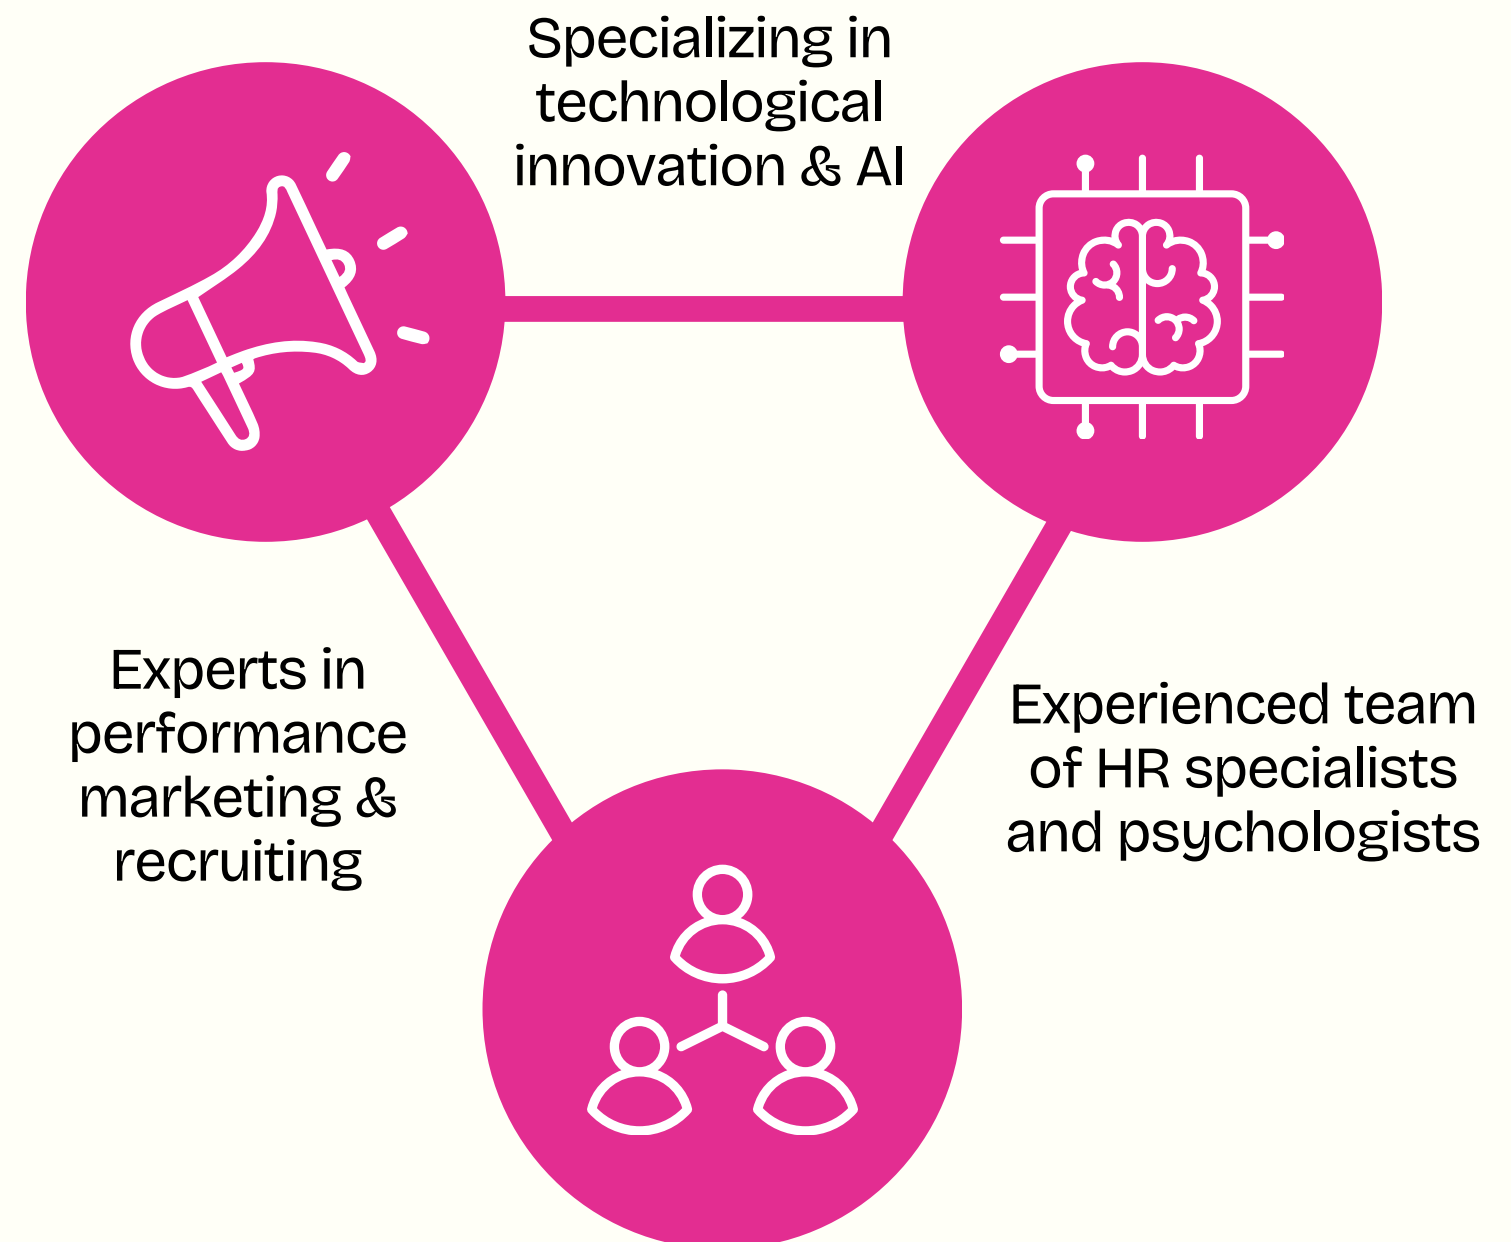 Specializing in
technological
innovation & AI
Experts in
performance
marketing &
recruiting
Experienced team
of HR specialists
and psychologists